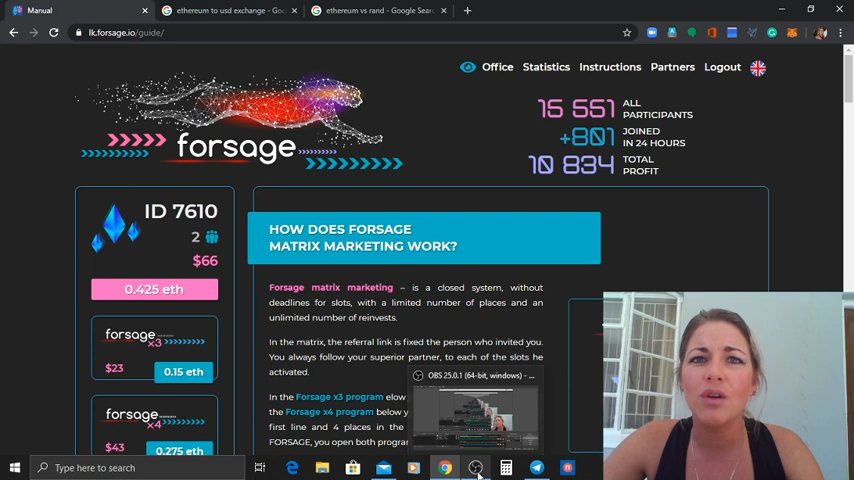 Manual
ethereum to usd exchange - Goo
ethereum vs rand - Google Sear
lk.forsage.io/guide/
Office Statistics Instructions Partners Logout
forsage
15 551 ALL PARTICIPANTS
+801 JOINED IN 24 HOURS
10 834 TOTAL PROFIT
ID 7610
2
$66
0.425 eth
forsage
x3
$23
0.15 eth
forsage
x4
$43
0.275 eth
HOW DOES FORSAGE
MATRIX MARKETING WORK?
Forsage matrix marketing – is a closed system, without
deadlines for slots, with a limited number of places and an
unlimited number of reinvests.
In the matrix, the referral link is fixed the person who invited you.
You always follow your superior partner, to each of the slots he
activated.
In the Forsage x3 program elow
the Forsage x4 program below y
first line and 4 places in the
FORSAGE, you open both program
OBS 25.0.1 (64-bit, windows) - ...
Type here to search